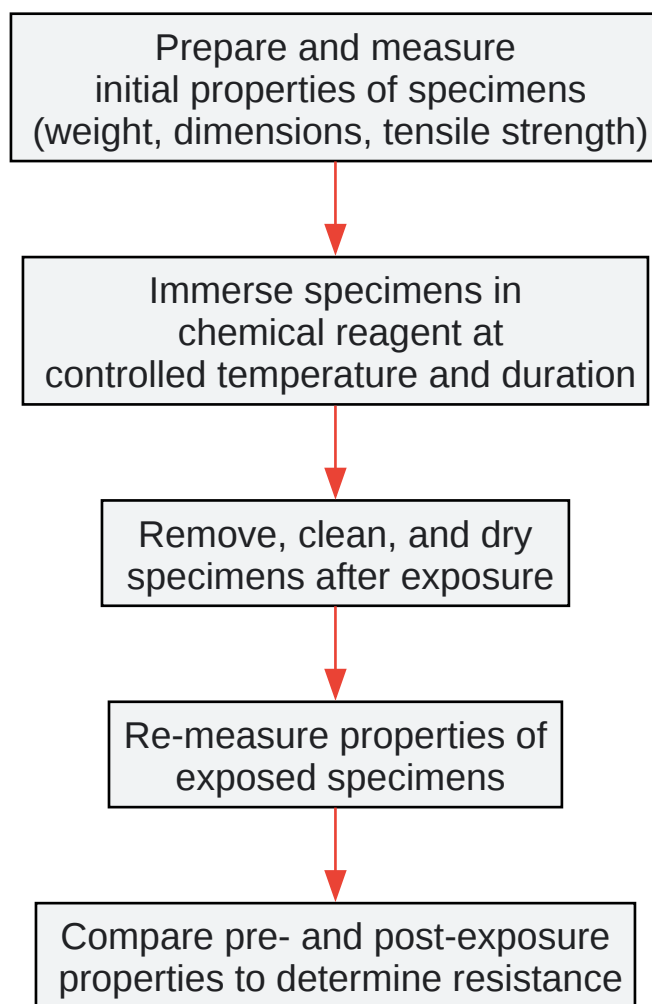 Prepare and measure
initial properties of specimens
(weight, dimensions, tensile strength)
Immerse specimens in
chemical reagent at
controlled temperature and duration
Remove, clean, and dry
specimens after exposure
Re-measure properties of
exposed specimens
Compare pre- and post-exposure
properties to determine resistance